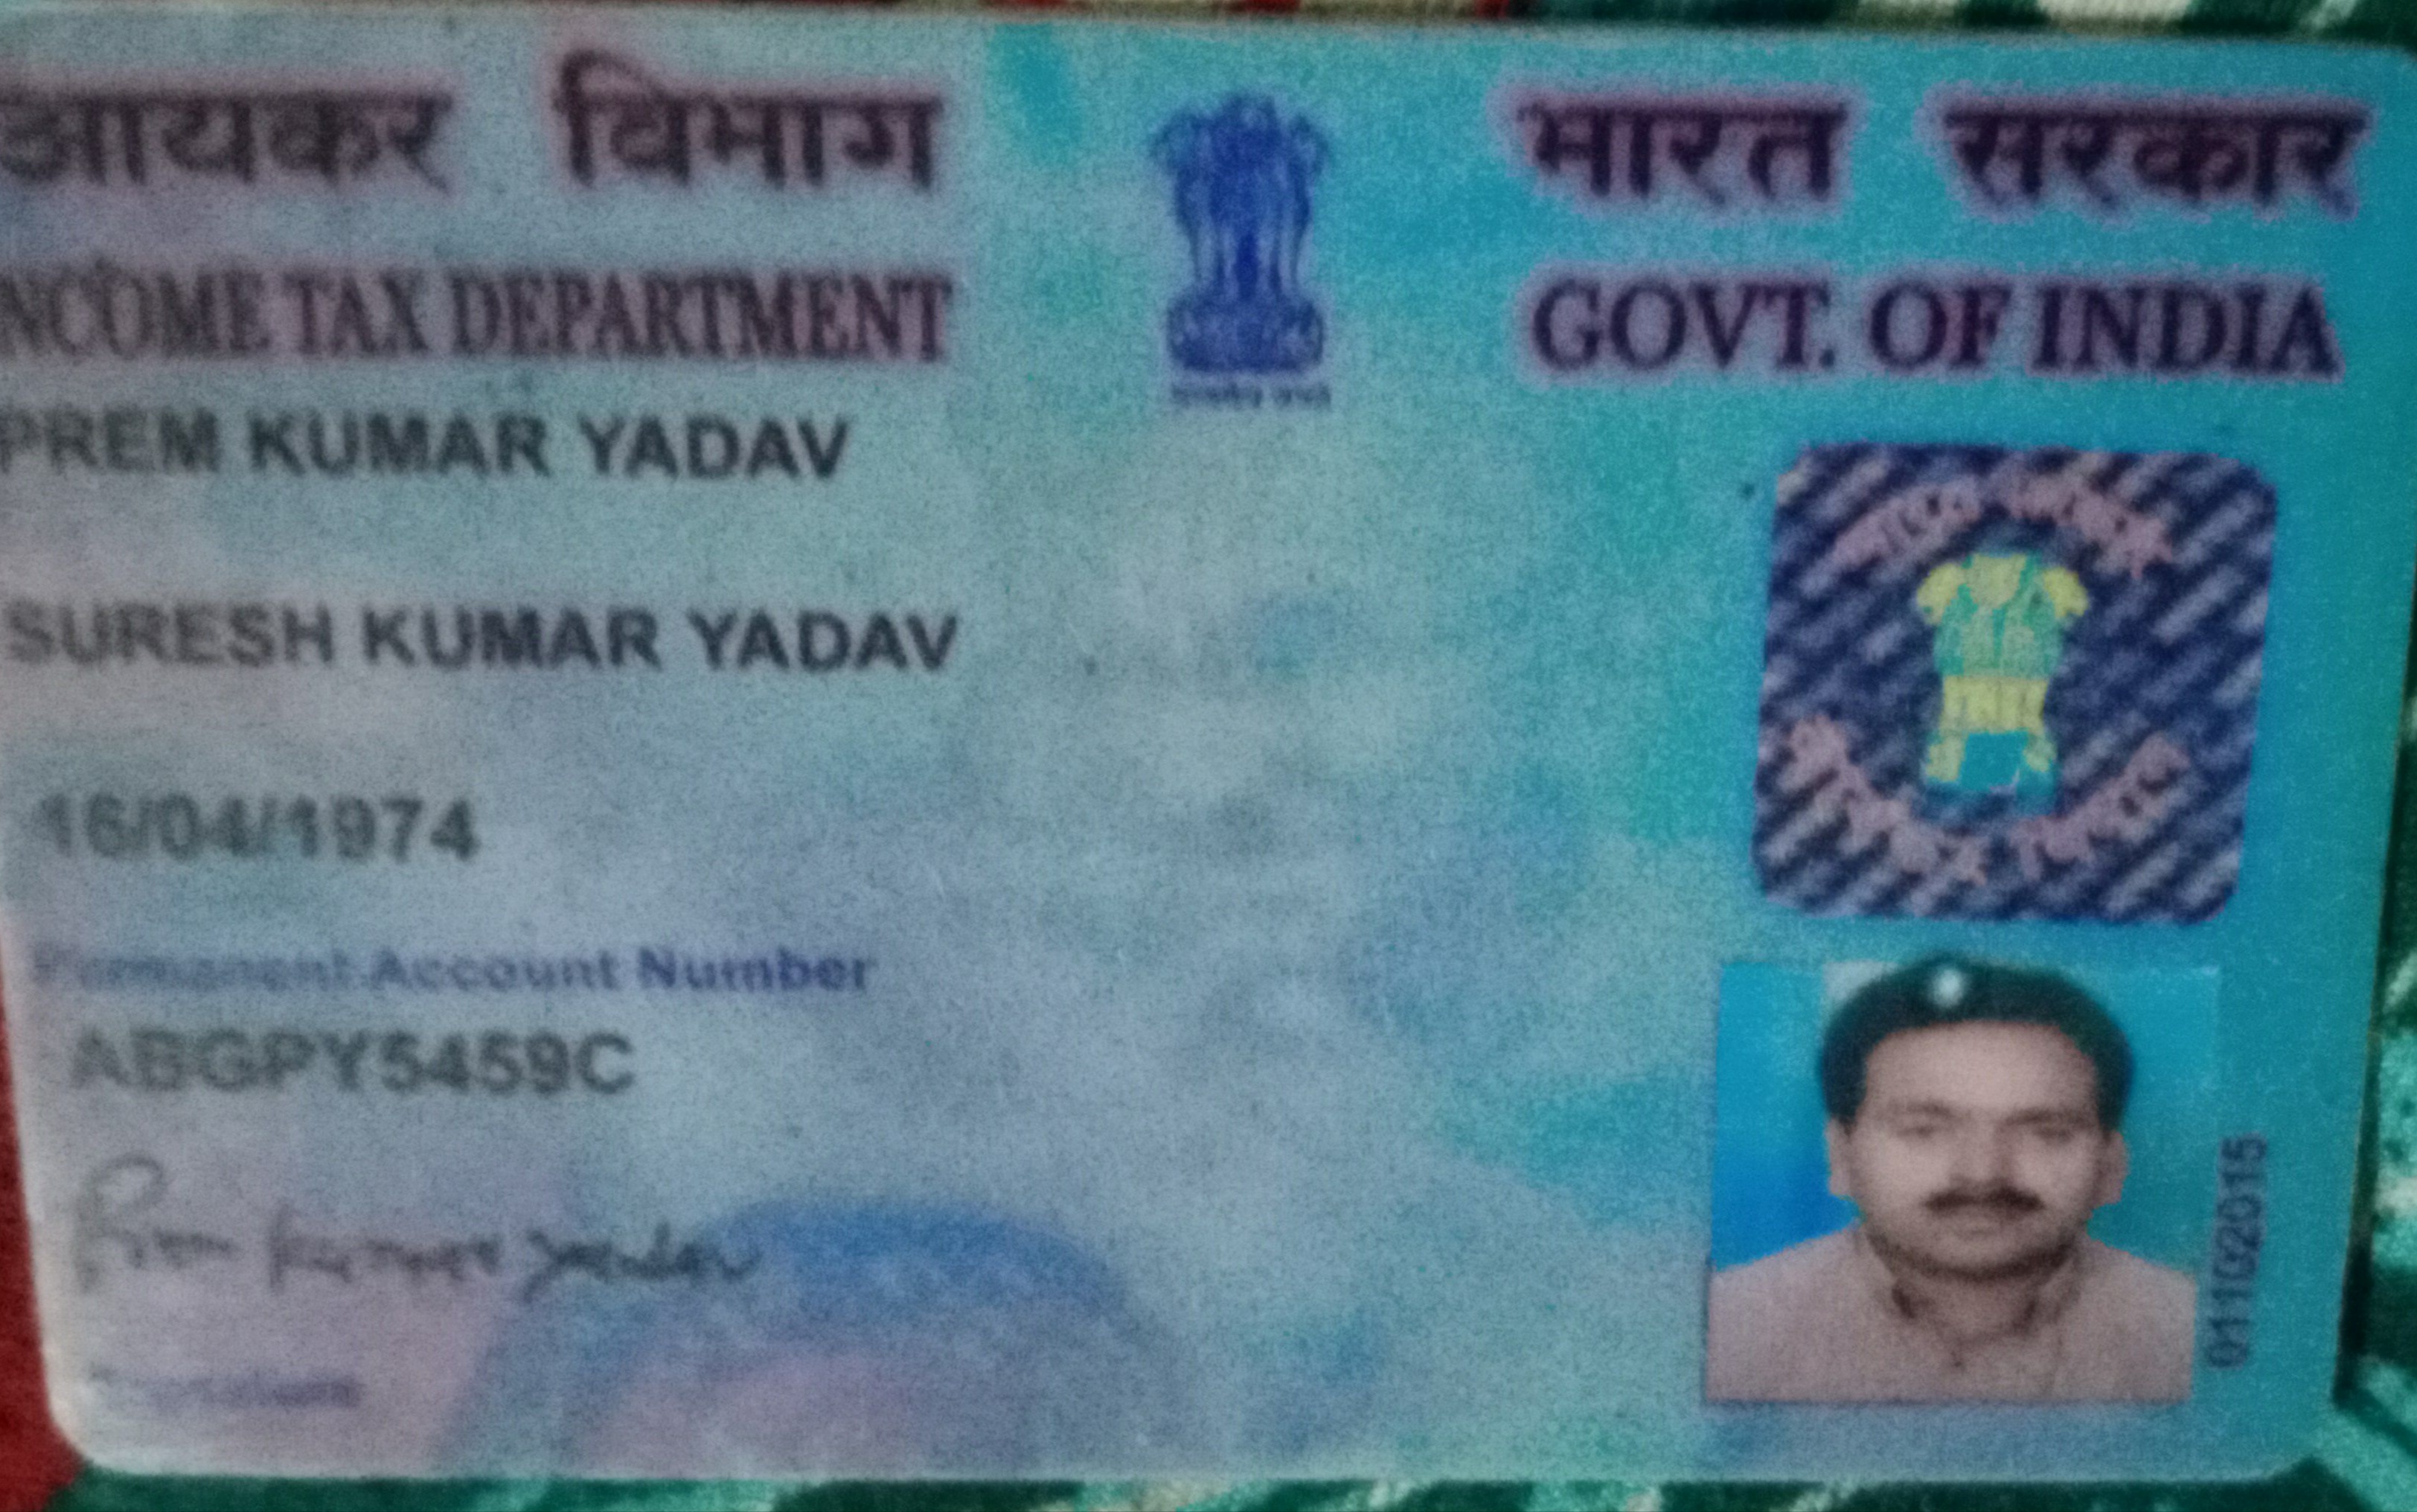 आयकर विभाग
भारत सरकार
INCOME TAX DEPARTMENT
GOVT. OF INDIA
PREM KUMAR YADAV
SURESH KUMAR YADAV
16/04/1974
Permanent Account Number
ABGPY5459C
Prem Kumar Yadav
Signature
01102015